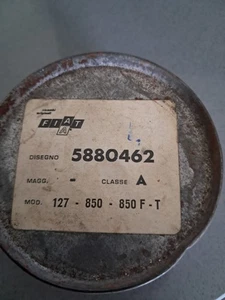 FIAT
DISEGNO 5880462
MAGG. - CLASSE A
MOD. 127 - 850 - 850 F - T